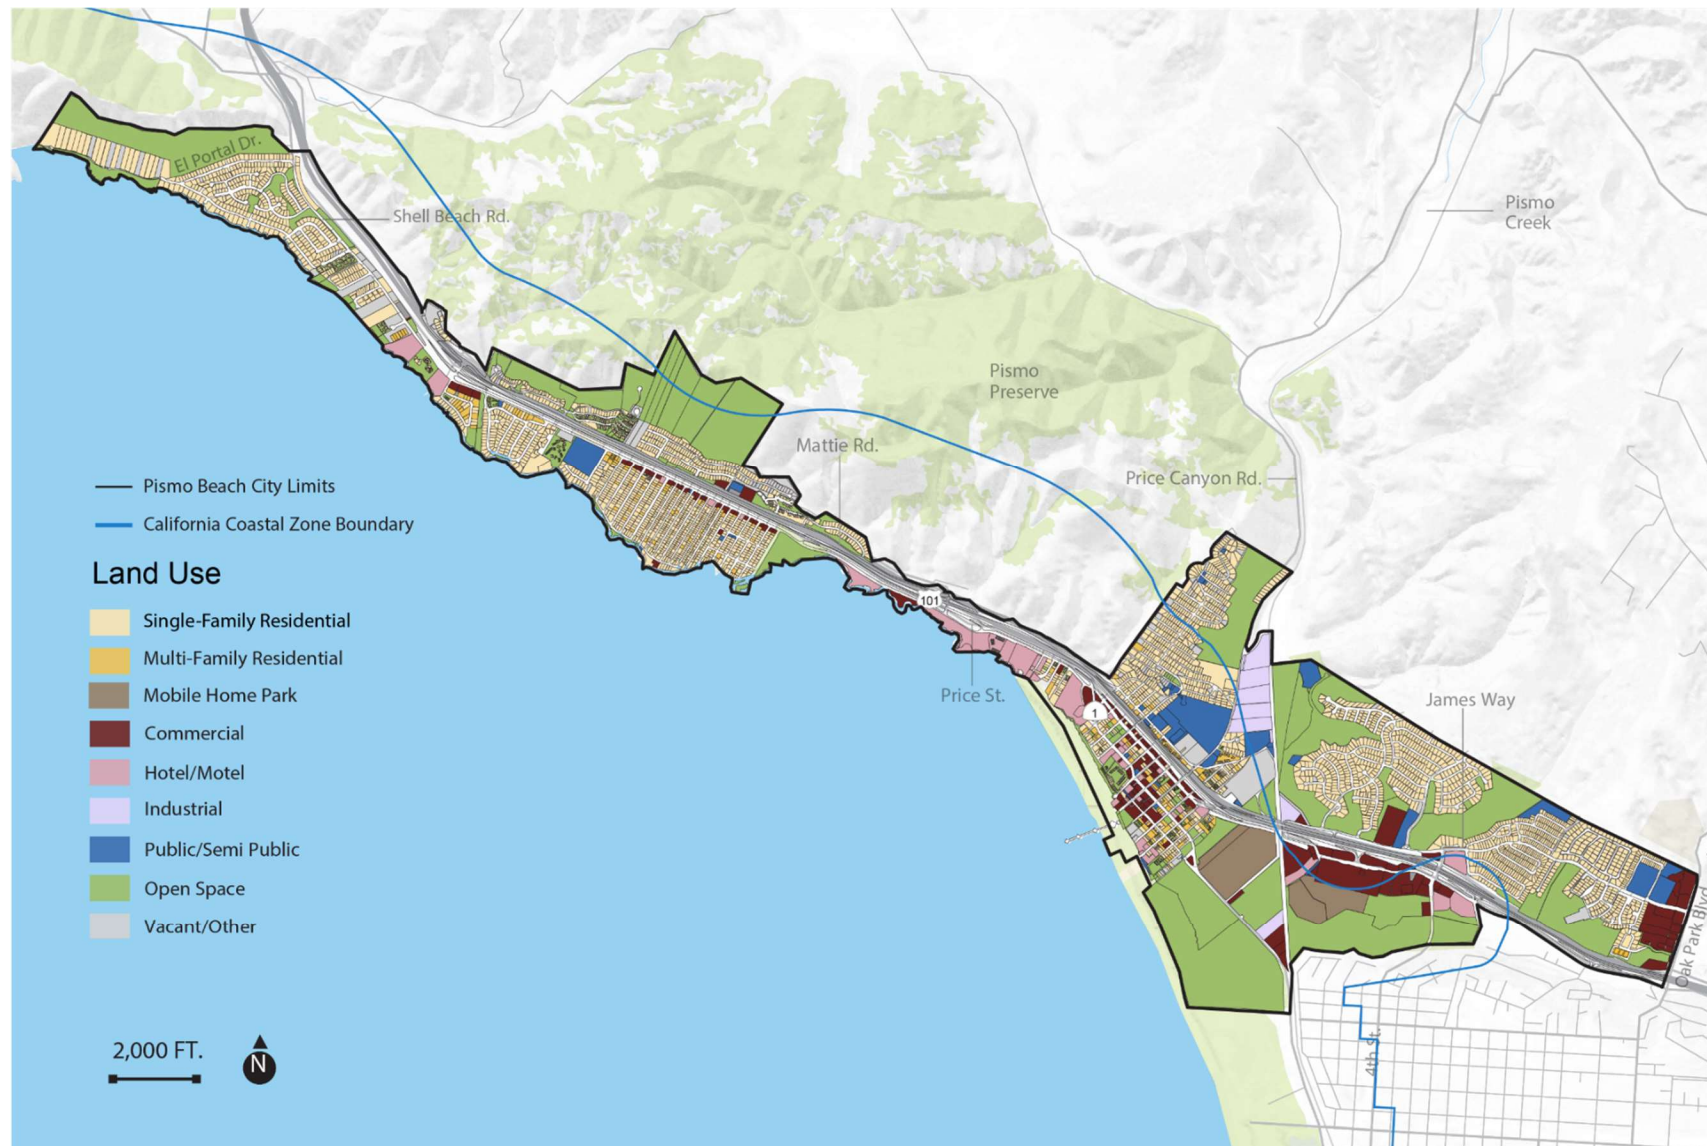 El Portal Dr.
Shell Beach Rd.
Pismo
Creek
Pismo
Preserve
Mattie Rd.
Price Canyon Rd.
Pismo Beach City Limits
California Coastal Zone Boundary
Land Use
Single-Family Residential
Multi-Family Residential
Mobile Home Park
Commercial
Hotel/Motel
Industrial
Public/Semi Public
Open Space
Vacant/Other
101
Price St.
1
James Way
Oak Park Blvd
4th St.
2,000 FT.
N